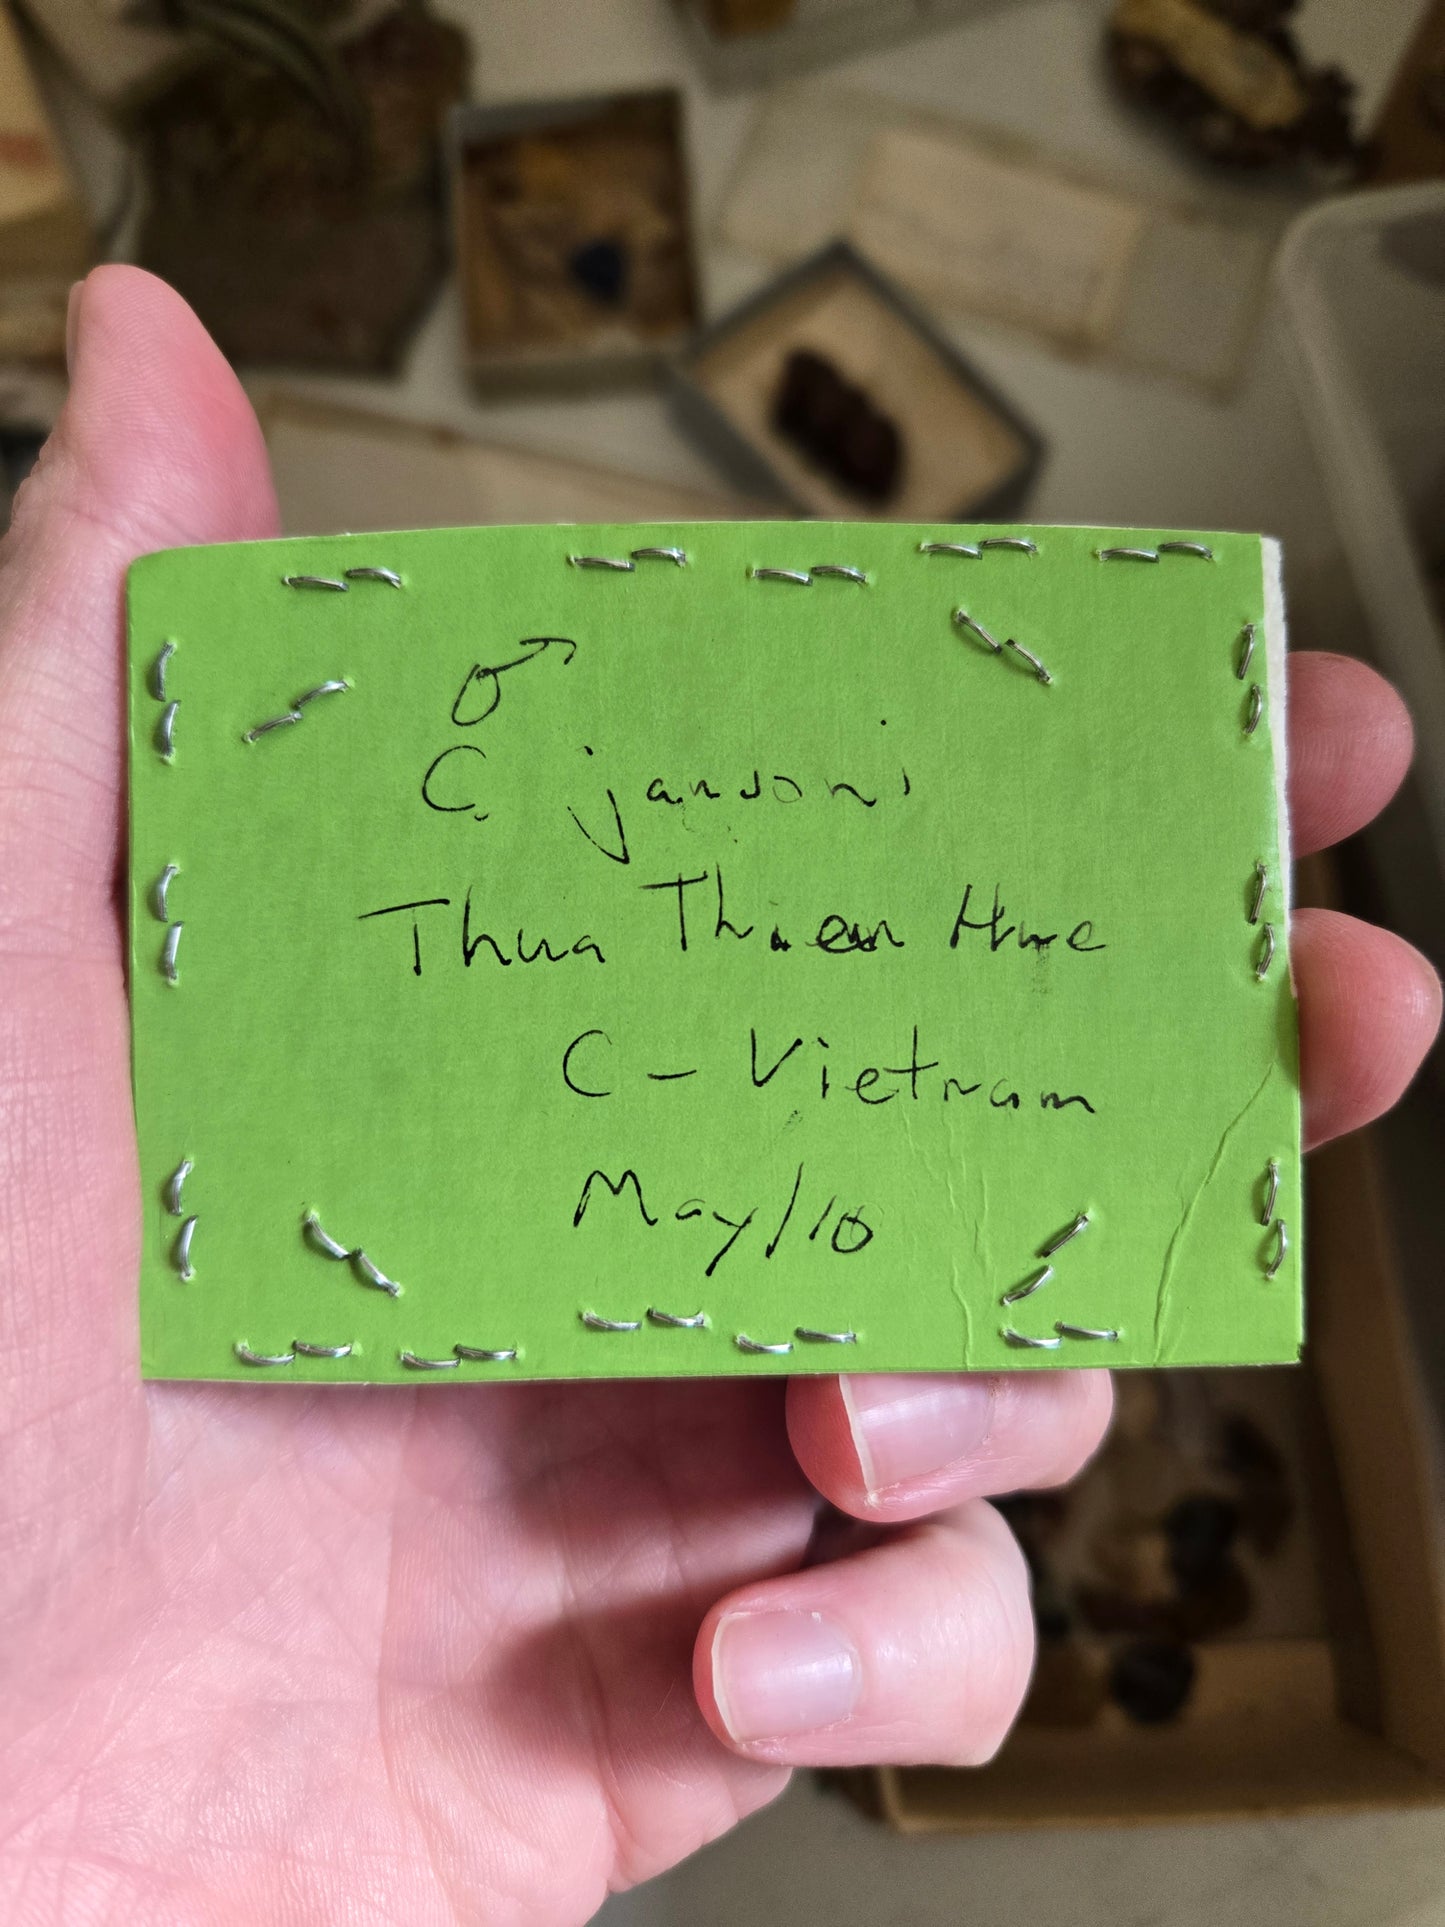 ♂
C. jansoni
Thua Thien Hue
C - Vietnam
May/10